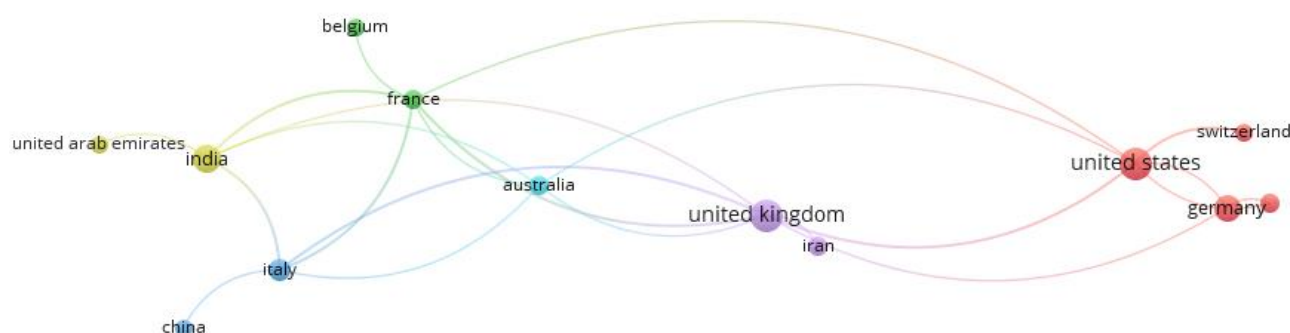 belgium
france
united arab emirates
india
switzerland
united states
australia
germany
united kingdom
iran
italy
china